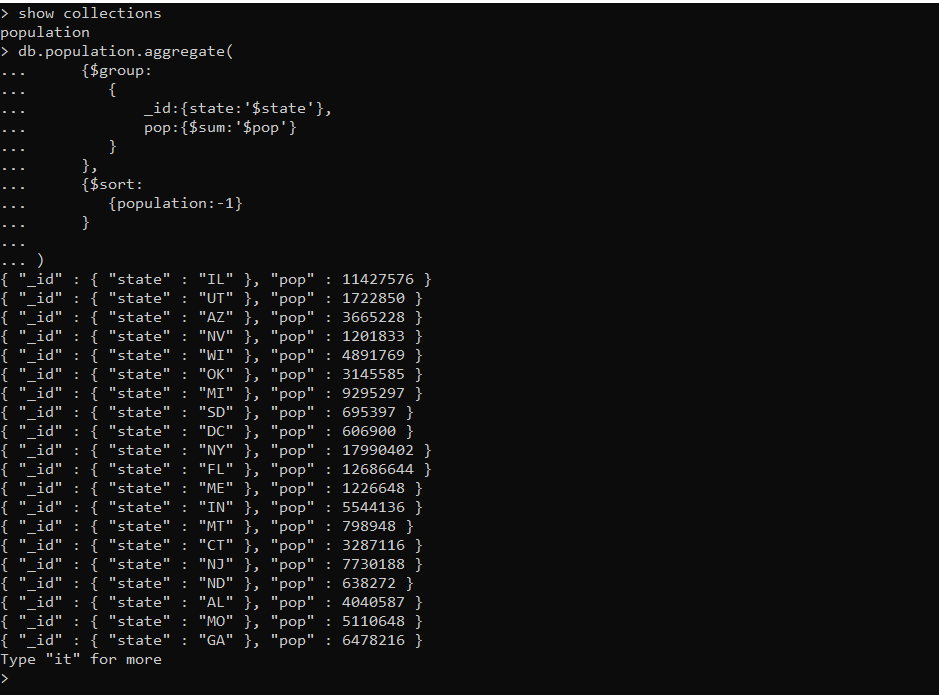 > show collections
population
> db.population.aggregate(
... {$group:
... {
... _id:{state:'$state'},
... pop:{$sum:'$pop'}
... }
... },
... {$sort:
... {population:-1}
... }
...
... )
{ "_id" : { "state" : "IL" }, "pop" : 11427576 }
{ "_id" : { "state" : "UT" }, "pop" : 1722850 }
{ "_id" : { "state" : "AZ" }, "pop" : 3665228 }
{ "_id" : { "state" : "NV" }, "pop" : 1201833 }
{ "_id" : { "state" : "WI" }, "pop" : 4891769 }
{ "_id" : { "state" : "OK" }, "pop" : 3145585 }
{ "_id" : { "state" : "MI" }, "pop" : 9295297 }
{ "_id" : { "state" : "SD" }, "pop" : 695397 }
{ "_id" : { "state" : "DC" }, "pop" : 606900 }
{ "_id" : { "state" : "NY" }, "pop" : 17990402 }
{ "_id" : { "state" : "FL" }, "pop" : 12686644 }
{ "_id" : { "state" : "ME" }, "pop" : 1226648 }
{ "_id" : { "state" : "IN" }, "pop" : 5544136 }
{ "_id" : { "state" : "MT" }, "pop" : 798948 }
{ "_id" : { "state" : "CT" }, "pop" : 3287116 }
{ "_id" : { "state" : "NJ" }, "pop" : 7730188 }
{ "_id" : { "state" : "ND" }, "pop" : 638272 }
{ "_id" : { "state" : "AL" }, "pop" : 4040587 }
{ "_id" : { "state" : "MO" }, "pop" : 5110648 }
{ "_id" : { "state" : "GA" }, "pop" : 6478216 }
Type "it" for more
>